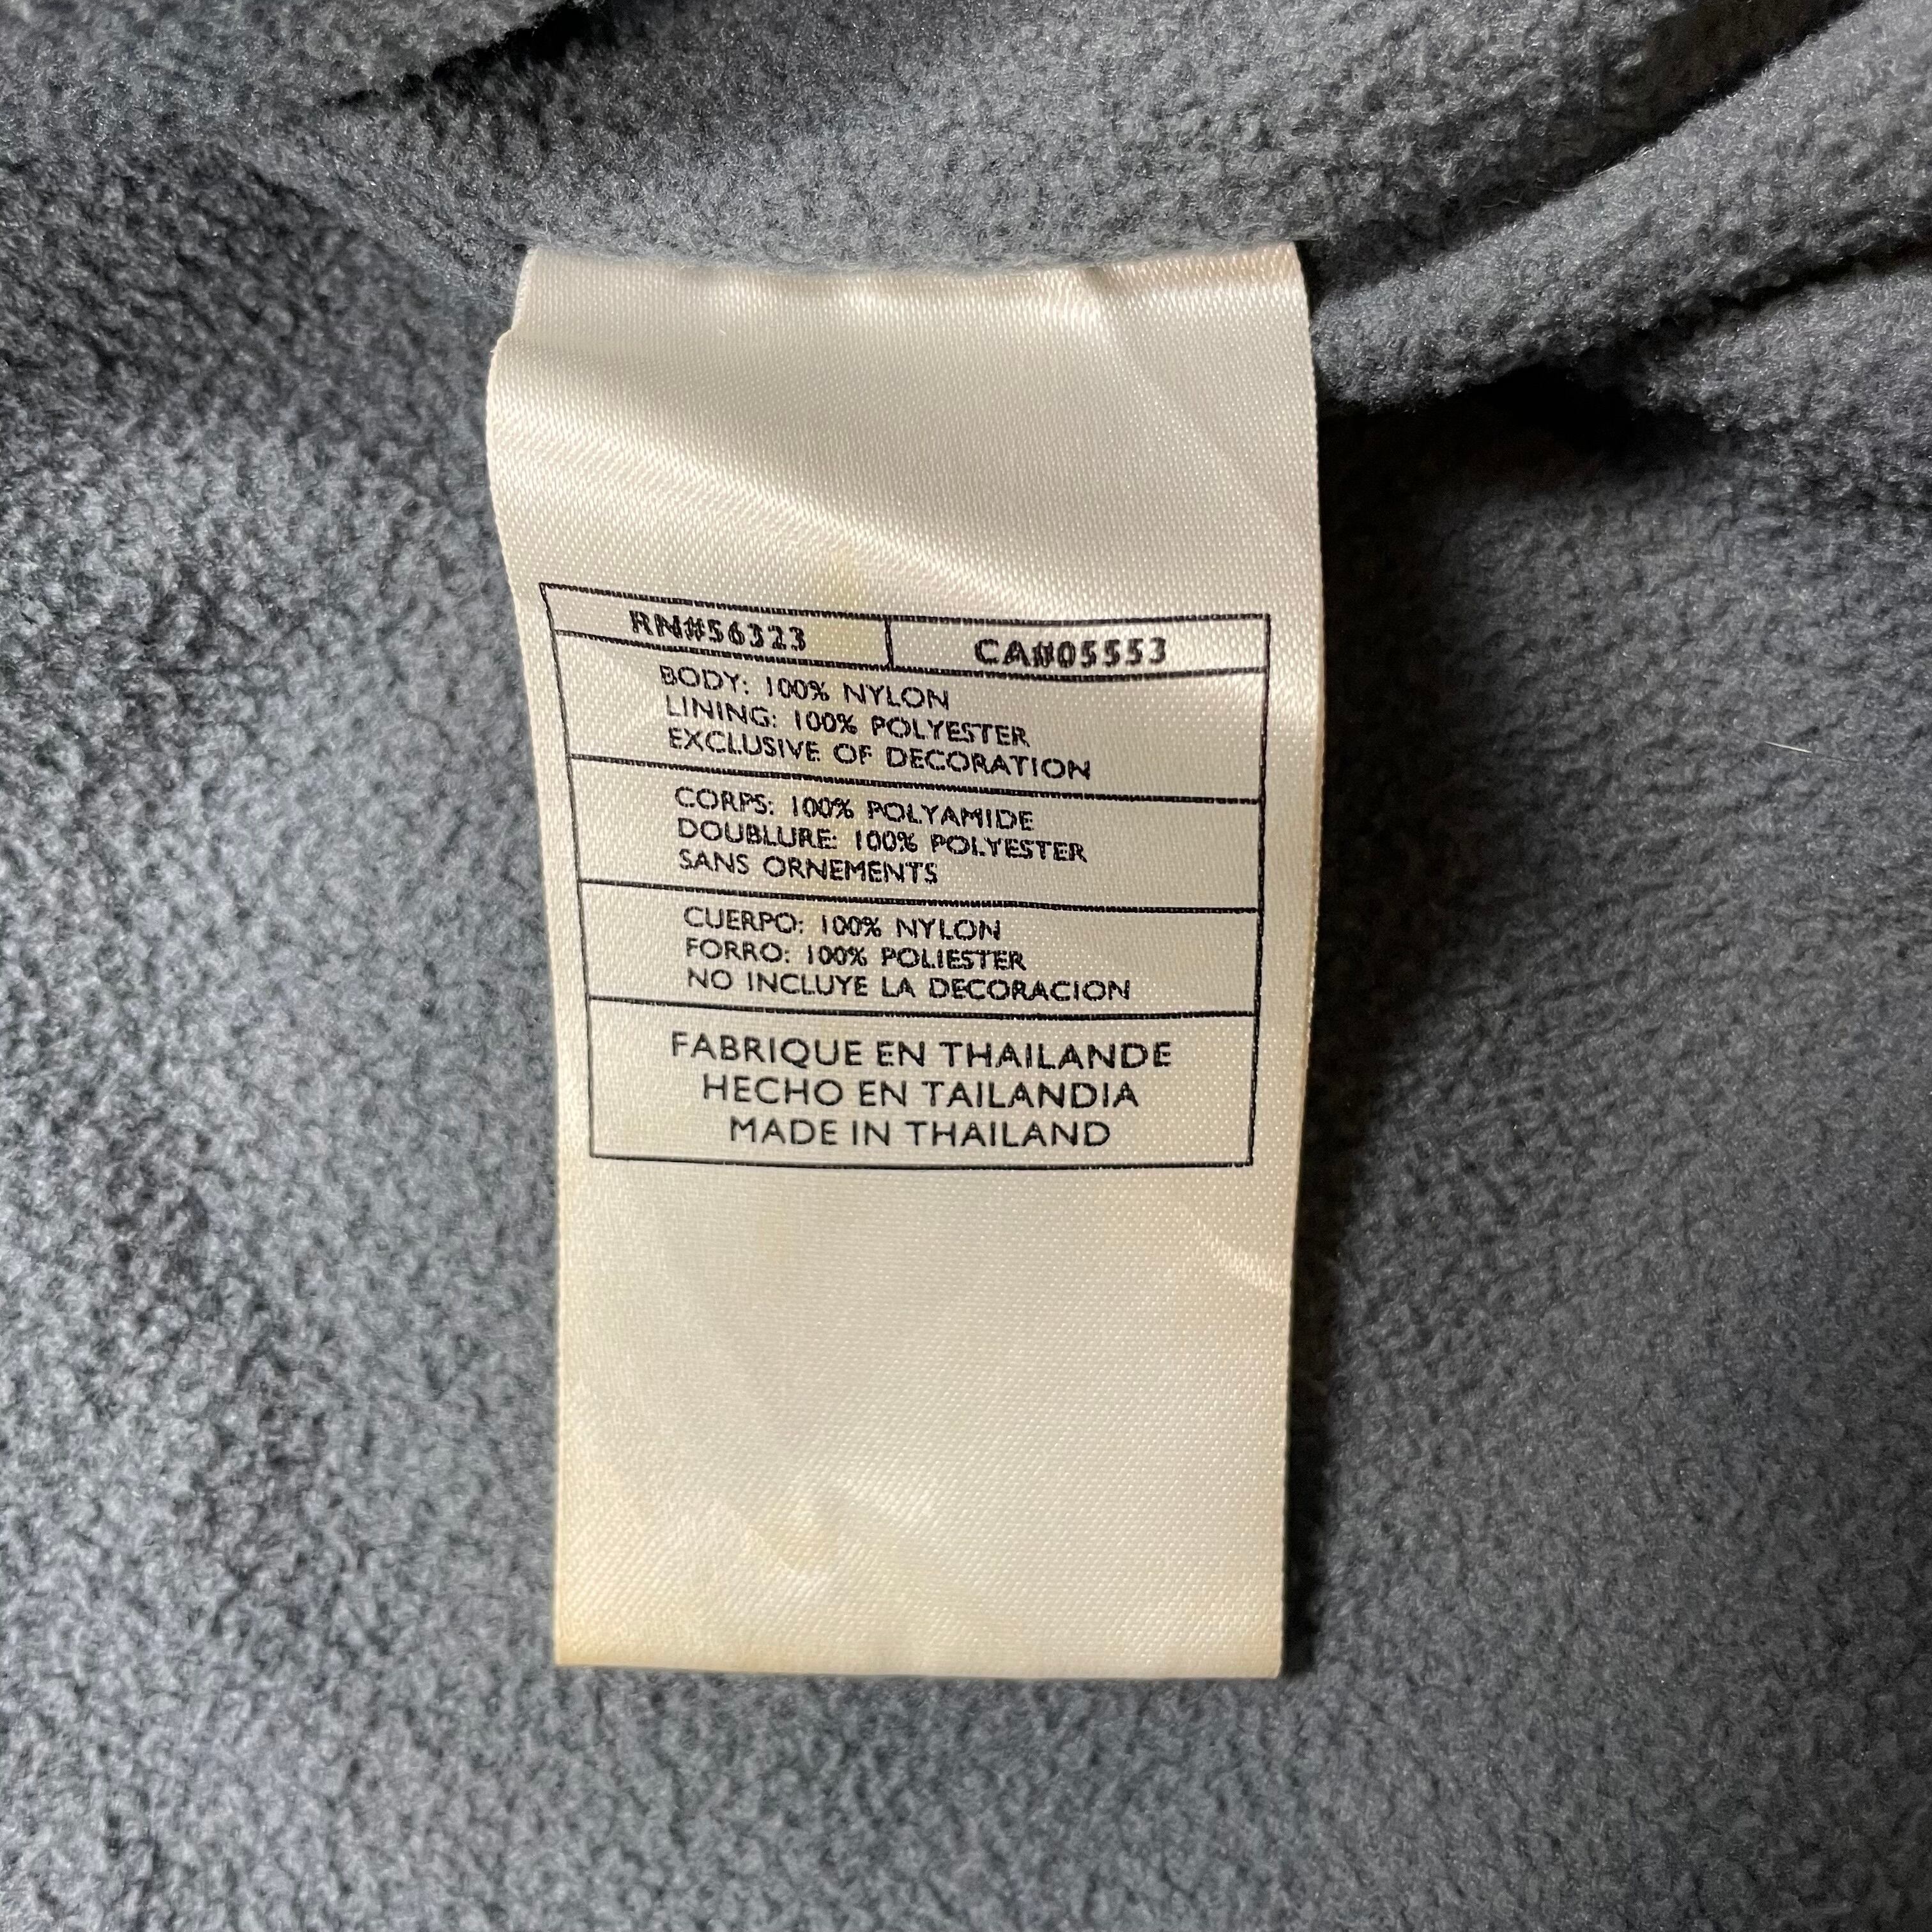 RN#56323 CA#05553
BODY: 100% NYLON
LINING: 100% POLYESTER
EXCLUSIVE OF DECORATION
CORPS: 100% POLYAMIDE
DOUBLURE: 100% POLYESTER
SANS ORNEMENTS
CUERPO: 100% NYLON
FORRO: 100% POLIESTER
NO INCLUYE LA DECORACION
FABRIQUE EN THAILANDE
HECHO EN TAILANDIA
MADE IN THAILAND